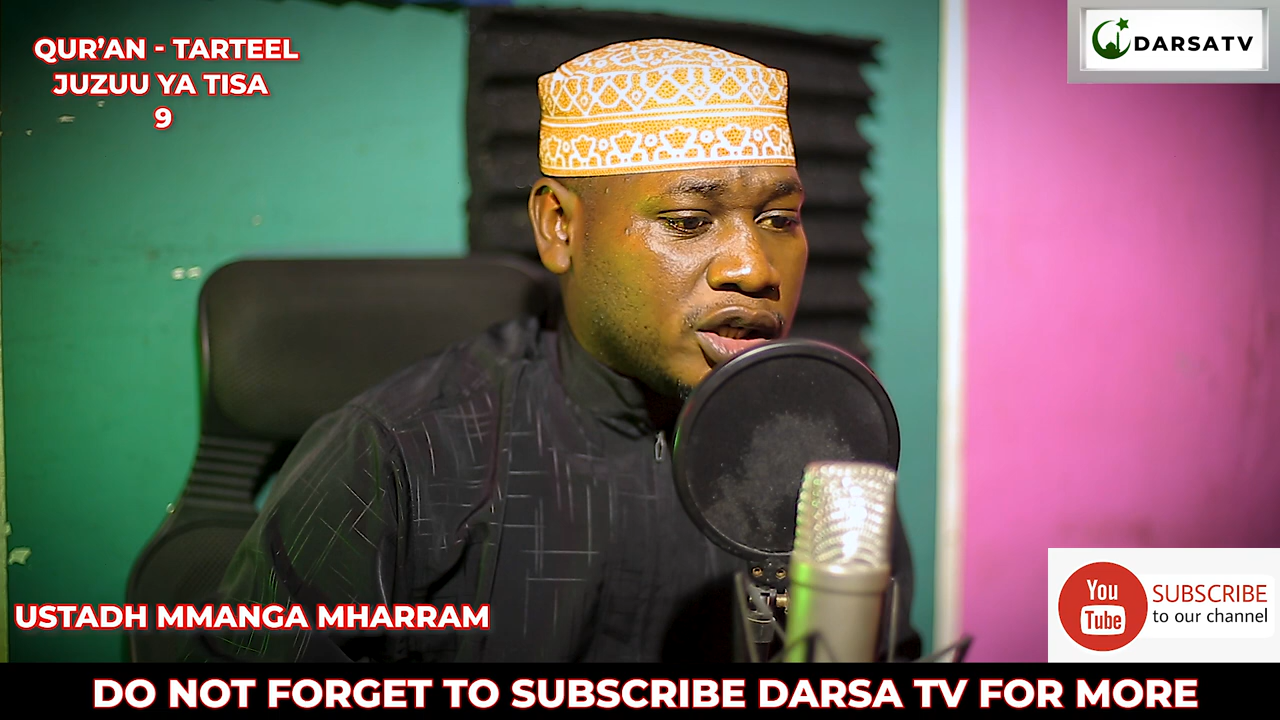 QUR’AN - TARTEEL
JUZUU YA TISA
9
DARSATV
USTADH MMANGA MHARRAM
You
Tube
SUBSCRIBE
to our channel
DO NOT FORGET TO SUBSCRIBE DARSA TV FOR MORE